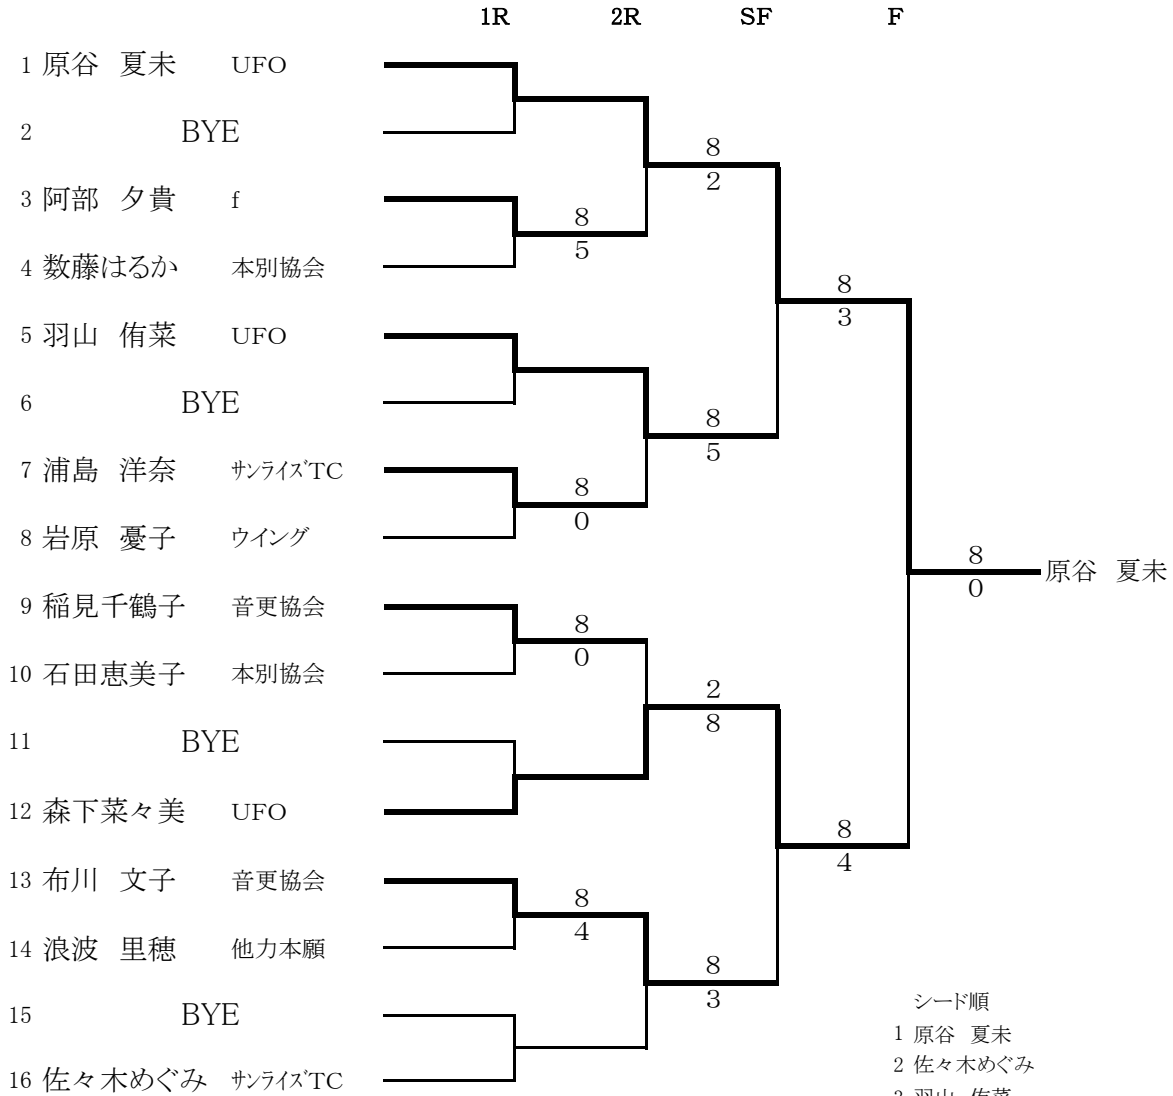 1R 2R SF F
1 原谷 夏未 UFO
2 BYE
8
2
3 阿部 夕貴 f
8
5
4 数藤はるか 本別協会
8
3
5 羽山 侑菜 UFO
6 BYE
8
5
7 浦島 洋奈 サンライズTC
8
0
8 岩原 憂子 ウイング
8
0
原谷 夏未
9 稲見千鶴子 音更協会
8
0
10 石田恵美子 本別協会
2
8
11 BYE
12 森下菜々美 UFO
8
4
13 布川 文子 音更協会
8
4
14 浪波 里穂 他力本願
8
3
15 BYE
16 佐々木めぐみ サンライズTC
シード順
1 原谷 夏未
2 佐々木めぐみ
3 羽山 侑菜